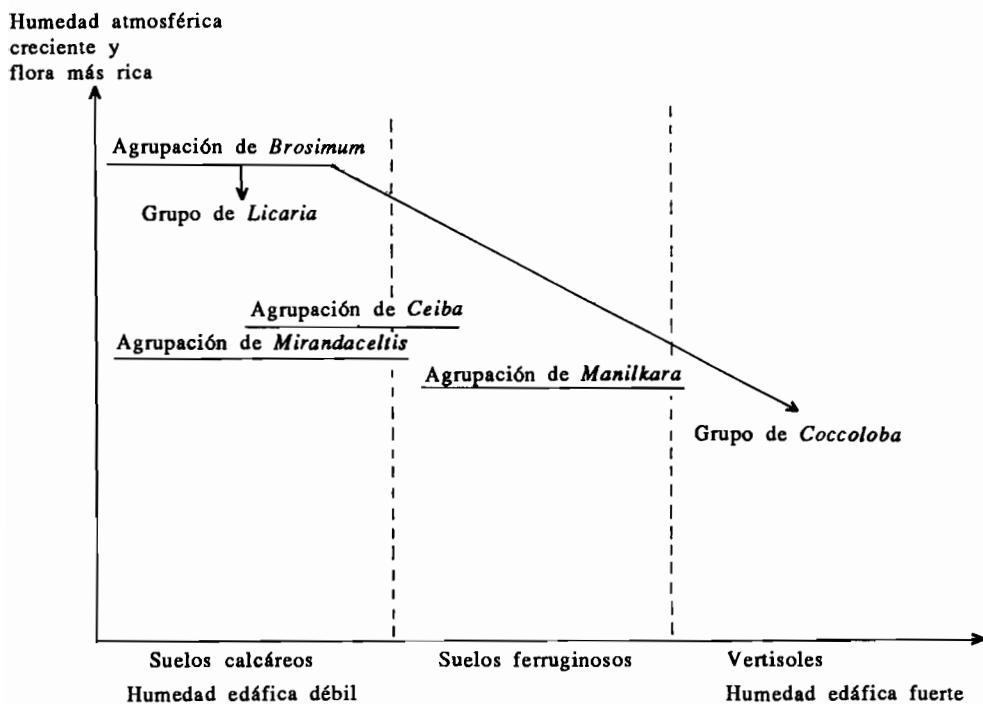 Humedad atmosférica
creciente y
flora más rica
Agrupación de Brosimum
Grupo de Licaria
Agrupación de Ceiba
Agrupación de Mirandaceltis
Agrupación de Manilkara
Grupo de Coccoloba
Suelos calcáreos
Suelos ferruginosos
Vertisoles
Humedad edáfica débil
Humedad edáfica fuerte